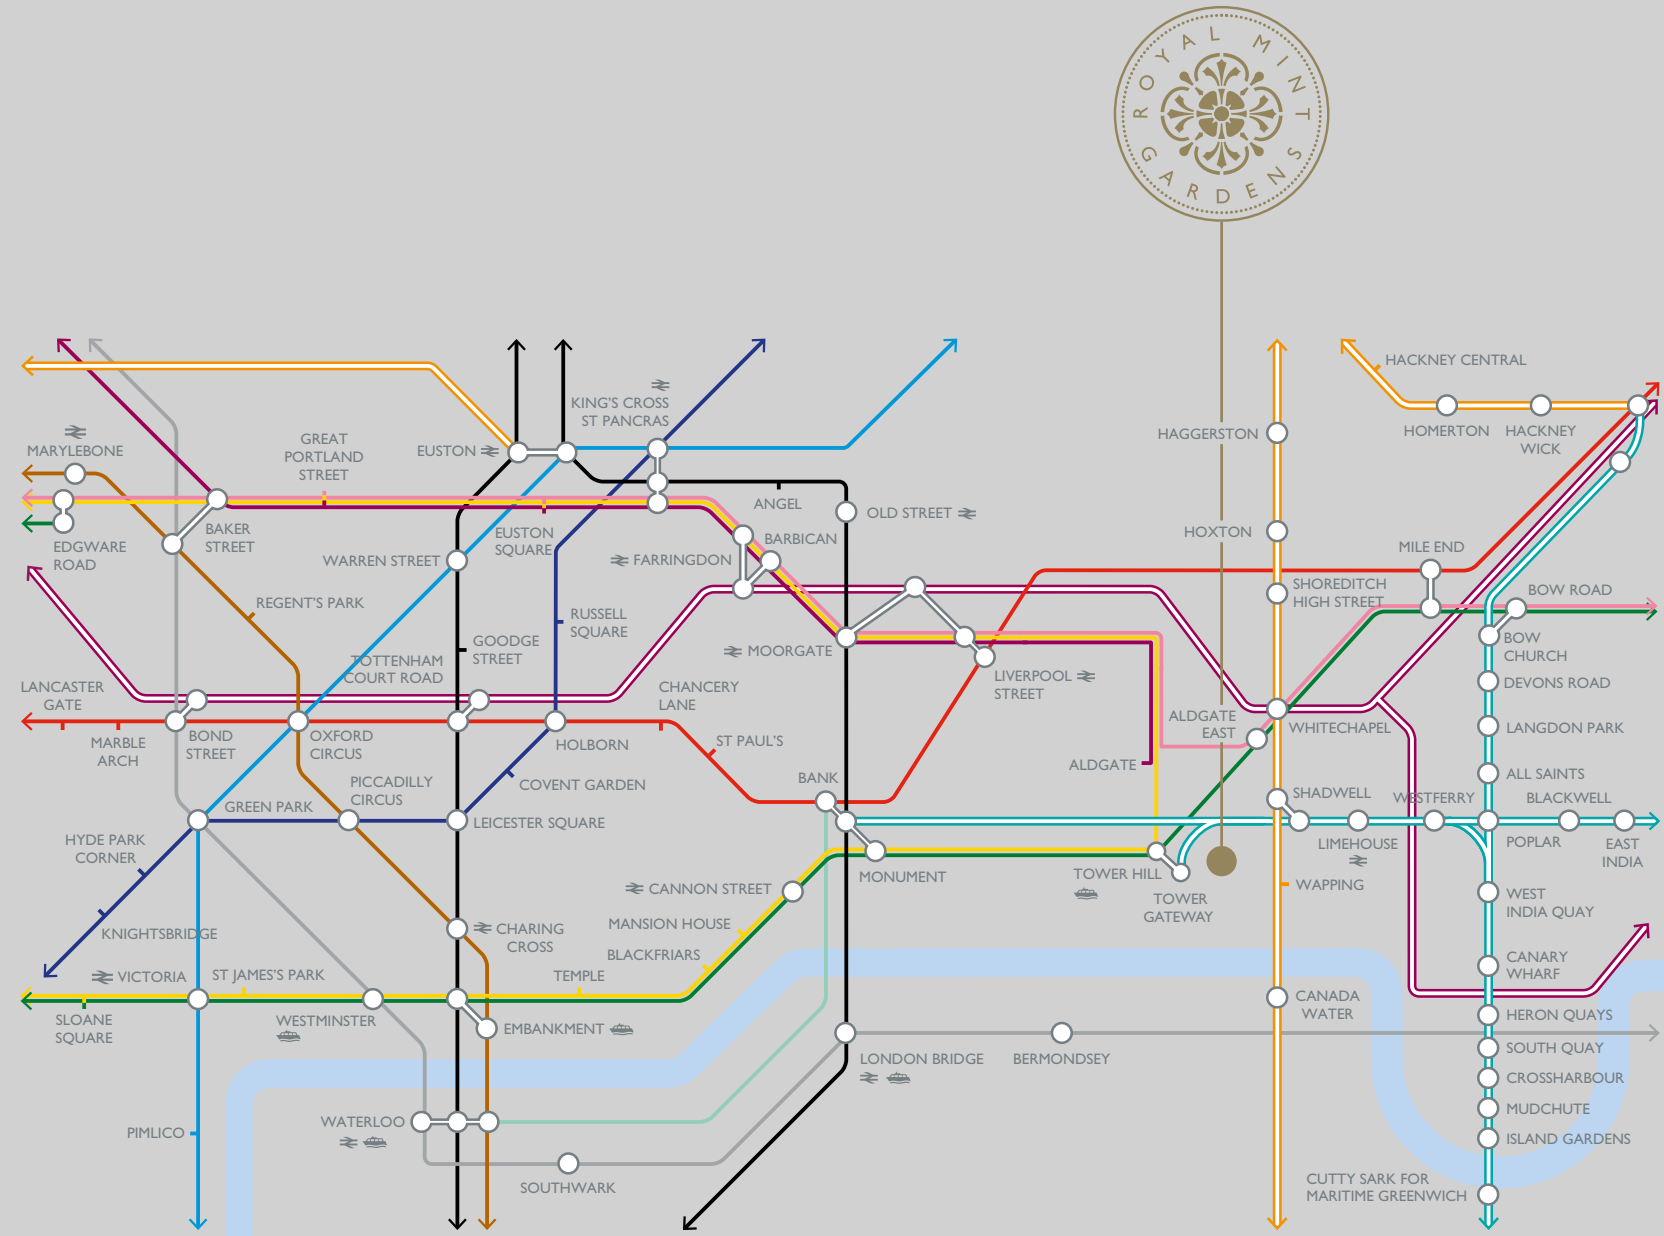 ROYAL MINT
GARDENS
HACKNEY CENTRAL
KING'S CROSS
ST PANCRAS
HAGGERSTON
HOMERTON
HACKNEY
WICK
MARYLEBONE
GREAT
PORTLAND
STREET
EUSTON
ANGEL
OLD STREET
EDGWARE
ROAD
BAKER
STREET
EUSTON
SQUARE
WARREN STREET
FARRINGDON
BARBICAN
HOXTON
MILE END
SHOREDITCH
HIGH STREET
BOW ROAD
REGENT'S PARK
RUSSELL
SQUARE
GOODGE
STREET
MOORGATE
BOW
CHURCH
TOTTENHAM
COURT ROAD
LIVERPOOL
STREET
DEVONS ROAD
LANCASTER
GATE
CHANCERY
LANE
MARBLE
ARCH
BOND
STREET
OXFORD
CIRCUS
HOLBORN
ST PAUL'S
ALDGATE
EAST
WHITECHAPEL
LANGDON PARK
ALDGATE
BANK
ALL SAINTS
COVENT GARDEN
PICCADILLY
CIRCUS
GREEN PARK
LEICESTER SQUARE
SHADWELL
WESTFERRY
BLACKWELL
HYDE PARK
CORNER
LIMEHOUSE
POPLAR
EAST
INDIA
MONUMENT
TOWER HILL
CANNON STREET
TOWER
GATEWAY
WAPPING
WEST
INDIA QUAY
KNIGHTSBRIDGE
CHARING
CROSS
MANSION HOUSE
BLACKFRIARS
VICTORIA
ST JAMES'S PARK
TEMPLE
CANARY
WHARF
SLOANE
SQUARE
WESTMINSTER
EMBANKMENT
CANADA
WATER
HERON QUAYS
LONDON BRIDGE
BERMONDSEY
SOUTH QUAY
CROSSHARBOUR
WATERLOO
MUDCHUTE
PIMLICO
ISLAND GARDENS
SOUTHWARK
CUTTY SARK FOR
MARITIME GREENWICH